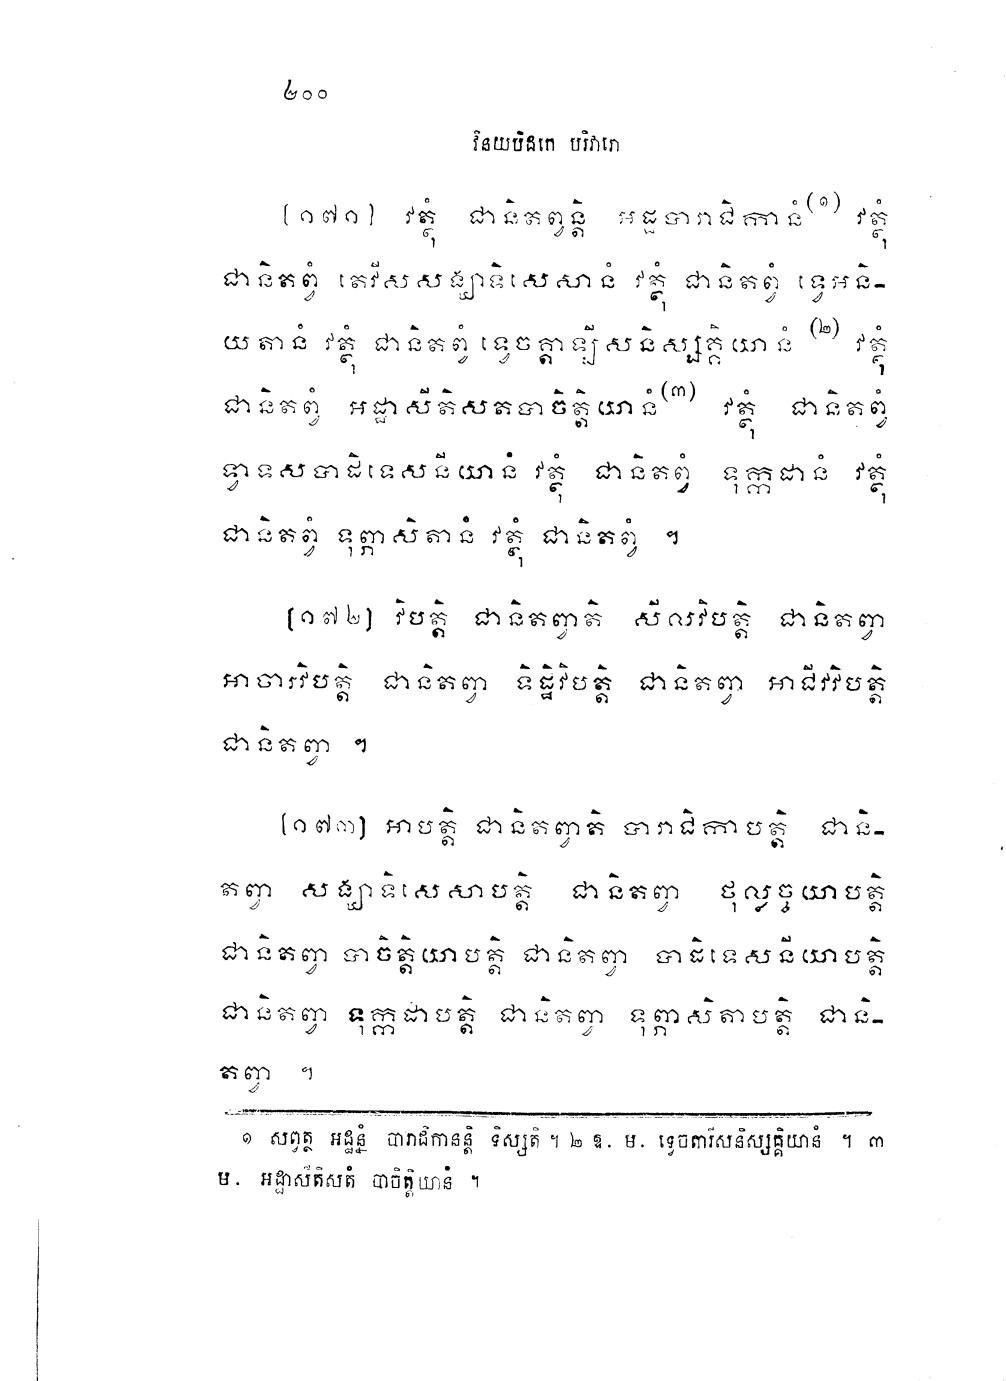 ២០០
វិនយបិដកេ បរិវារោ
(១៧១) វត្ថុំ ជានិតព្វន្តិ អដ្ឋបារាជិកានំ(១) វត្ថុំ
ជានិតព្វំ តេវីសសង្ឃាទិសេសានំ វត្ថុំ ជានិតព្វំ ទ្វេអនិ-
យតានំ វត្ថុំ ជានិតព្វំ ទ្វេចត្តាឡីសនិស្សគ្គិយានំ (២) វត្ថុំ
ជានិតព្វំ អដ្ឋាសីតិសតបាចិត្តិយានំ(៣) វត្ថុំ ជានិតព្វំ
ទ្វាទសបាដិទេសនីយានំ វត្ថុំ ជានិតព្វំ ទុក្កដានំ វត្ថុំ
ជានិតព្វំ ទុព្ភាសិតានំ វត្ថុំ ជានិតព្វំ ។
(១៧២) វិបត្តិ ជានិតព្វាតិ សីលវិបត្តិ ជានិតព្វា
អាចារវិបត្តិ ជានិតព្វា ទិដ្ឋិវិបត្តិ ជានិតព្វា អាជីវវិបត្តិ
ជានិតព្វា ។
(១៧៣) អាបត្តិ ជានិតព្វាតិ បារាជិកាបត្តិ ជានិ-
តព្វា សង្ឃាទិសេសាបត្តិ ជានិតព្វា ថុល្លច្ចយាបត្តិ
ជានិតព្វា បាចិត្តិយាបត្តិ ជានិតព្វា បាដិទេសនីយាបត្តិ
ជានិតព្វា ទុក្កដាបត្តិ ជានិតព្វា ទុព្ភាសិតាបត្តិ ជានិ-
តព្វា ។
១ សព្វត្ថ អដ្ឋន្នំ បារាជិកានន្តិ ទិស្សតិ ។ ២ ឱ. ម. ទ្វេចតារីសនិស្សគ្គិយានំ ។ ៣
ម. អដ្ឋាសីតិសតំ បាចិត្តិយានំ ។